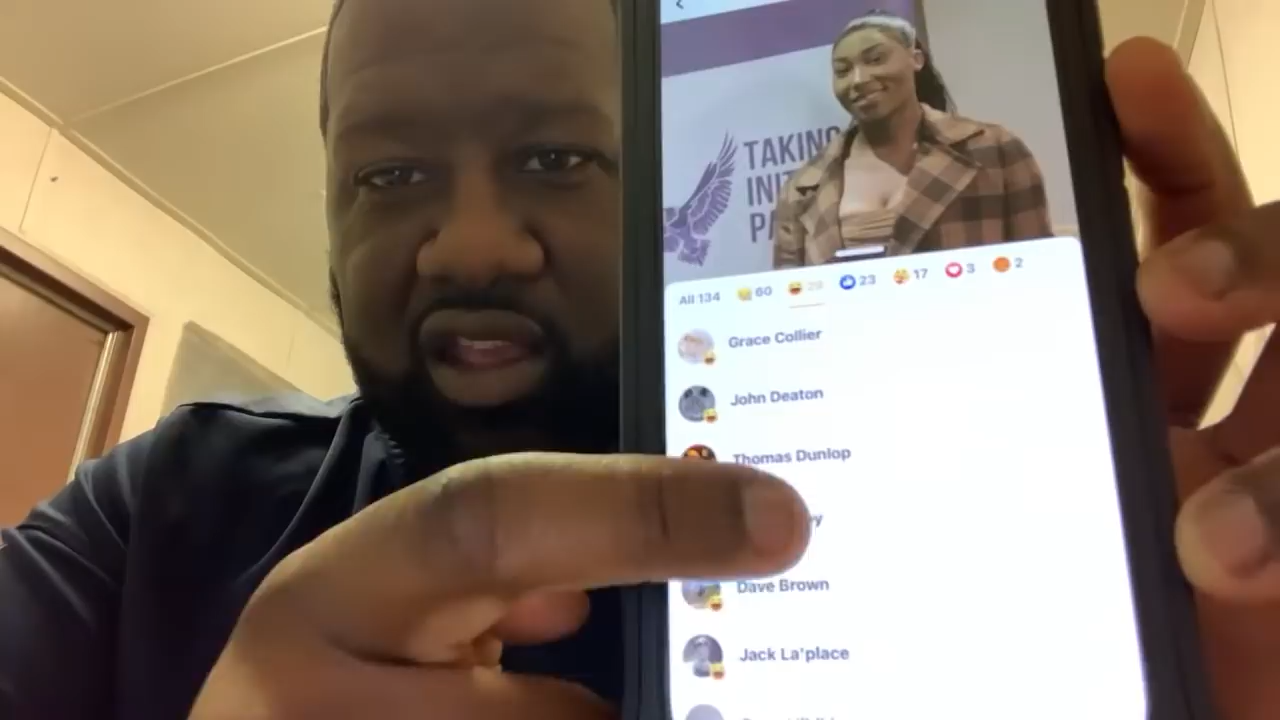 TAKING
INIT
PA
All 134 60 29 23 17 3 2
Grace Collier
John Deaton
Thomas Dunlop
y
Dave Brown
Jack La'place